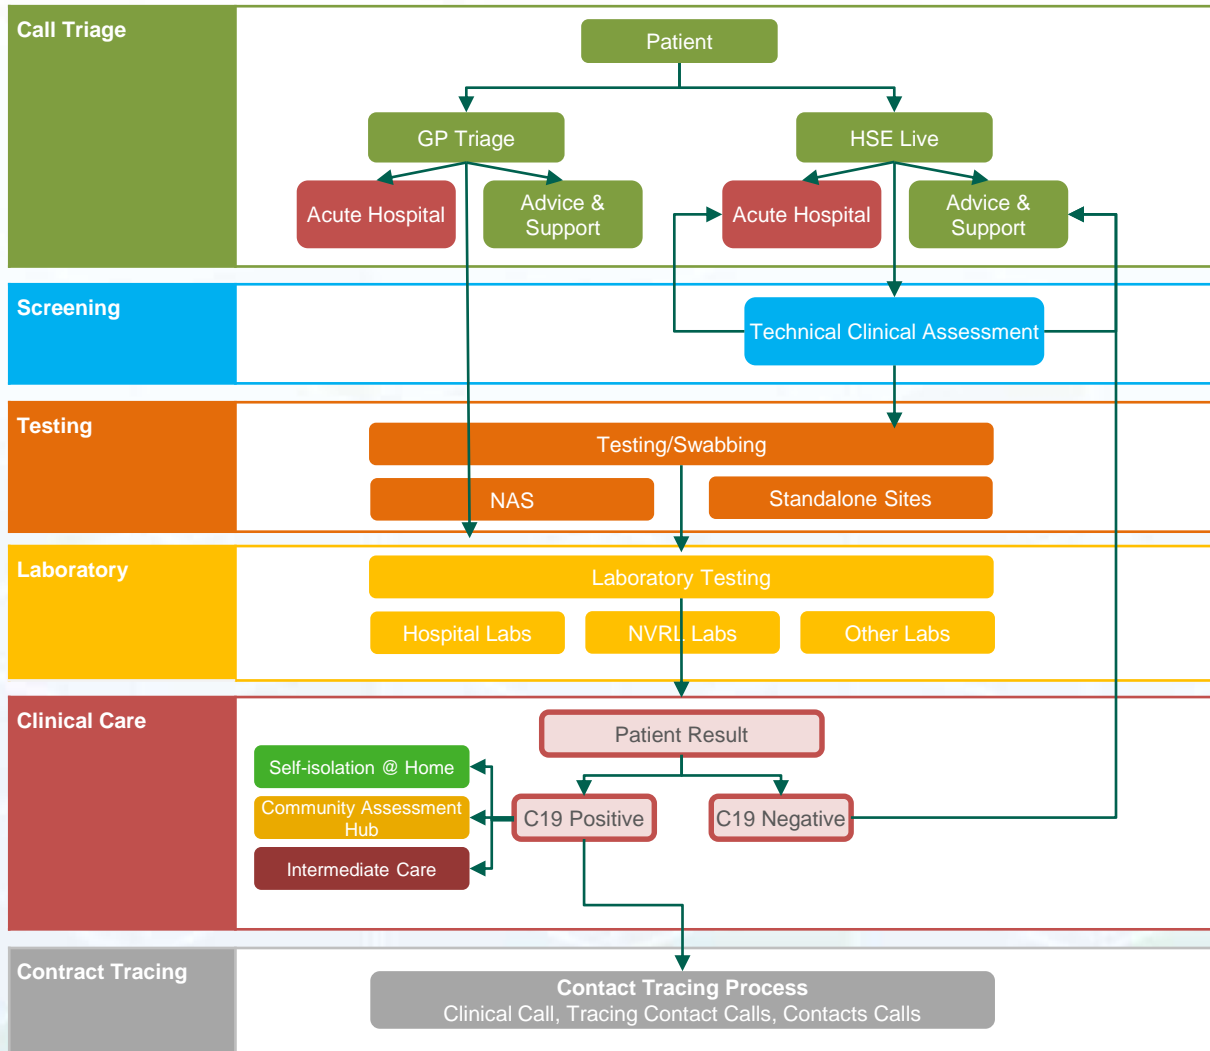 Call Triage
Patient
GP Triage
HSE Live
Acute Hospital
Advice &
Support
Acute Hospital
Advice &
Support
Screening
Technical Clinical Assessment
Testing
Testing/Swabbing
NAS
Standalone Sites
Laboratory
Laboratory Testing
Hospital Labs
NVRL Labs
Other Labs
Clinical Care
Patient Result
Self-isolation @ Home
Community Assessment
Hub
C19 Positive
C19 Negative
Intermediate Care
Contract Tracing
Contact Tracing Process
Clinical Call, Tracing Contact Calls, Contacts Calls